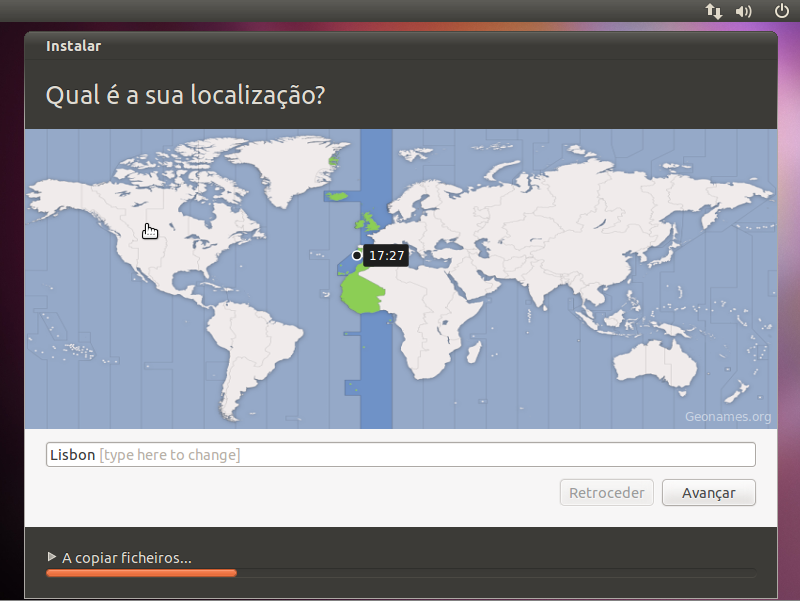 Instalar
Qual é a sua localização?
17:27
Geonames.org
Lisbon [type here to change]
Retroceder
Avançar
A copiar ficheiros...